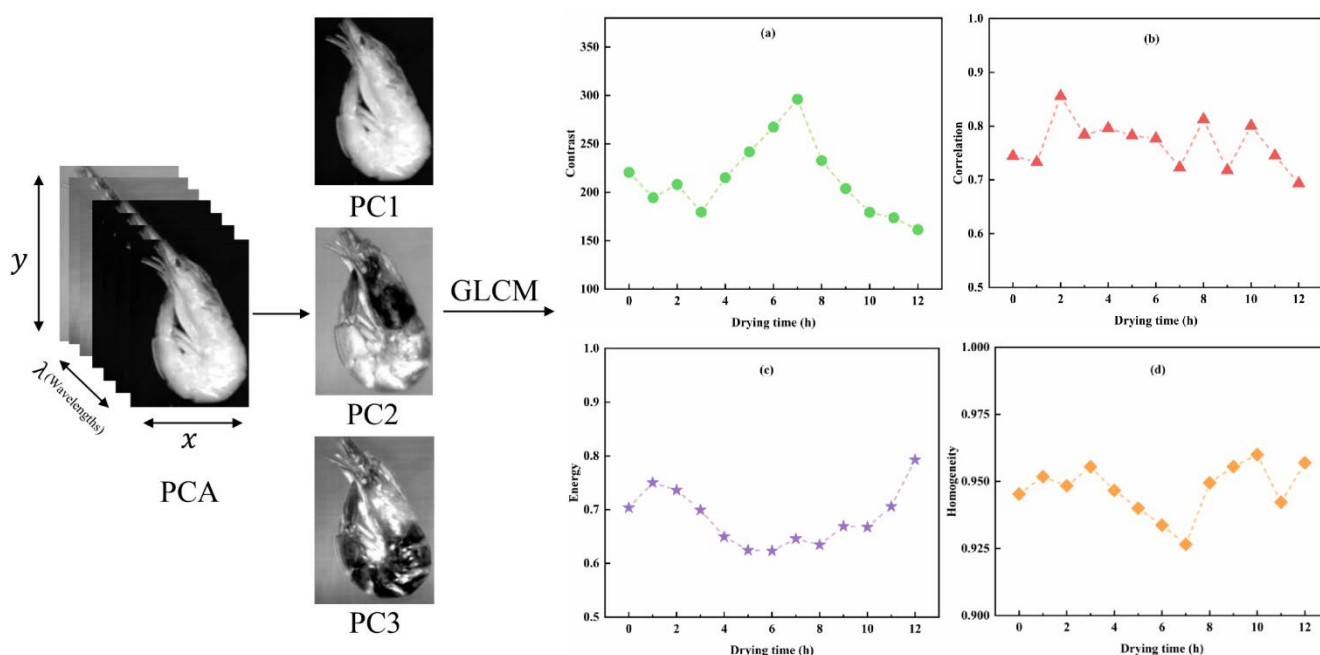 y
λ(Wavelengths)
x
PCA
PC1
PC2
PC3
GLCM
(a)
Contrast
350
300
250
200
150
100
0 2 4 6 8 10 12
Drying time (h)
(b)
Correlation
1.0
0.9
0.8
0.7
0.6
0.5
0 2 4 6 8 10 12
Drying time (h)
(c)
Energy
1.0
0.9
0.8
0.7
0.6
0.5
0 2 4 6 8 10 12
Drying time (h)
(d)
Homogeneity
1.000
0.975
0.950
0.925
0.900
0 2 4 6 8 10 12
Drying time (h)